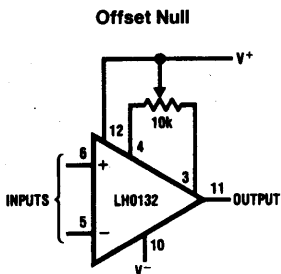 Offset Null
V+
10k
12
4
6
+
3
11
INPUTS
LH0132
OUTPUT
5
−
10
V−